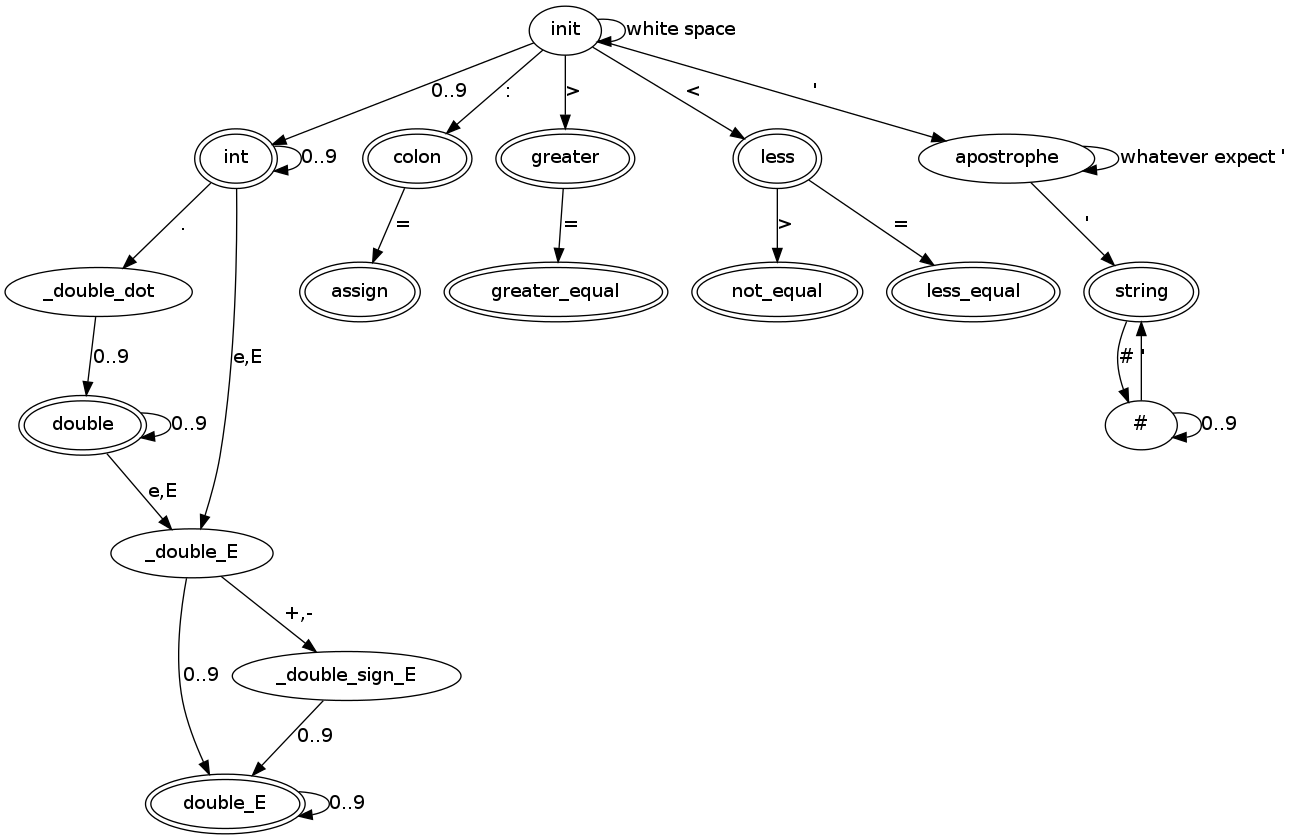 init
white space
0..9
:
>
<
'
int
0..9
colon
greater
less
apostrophe
whatever expect '
.
=
=
>
=
'
_double_dot
assign
greater_equal
not_equal
less_equal
string
0..9
e,E
#
'
double
0..9
#
0..9
e,E
_double_E
+,-
0..9
_double_sign_E
0..9
double_E
0..9